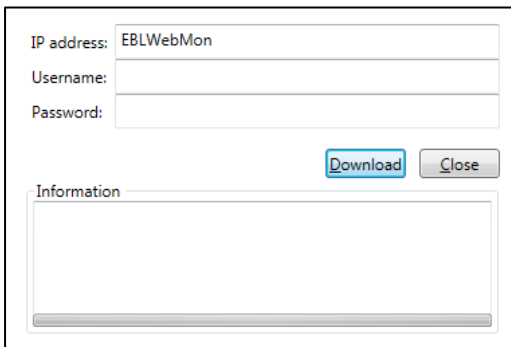 IP address: EBLWebMon
Username:
Password:
Download Close
Information